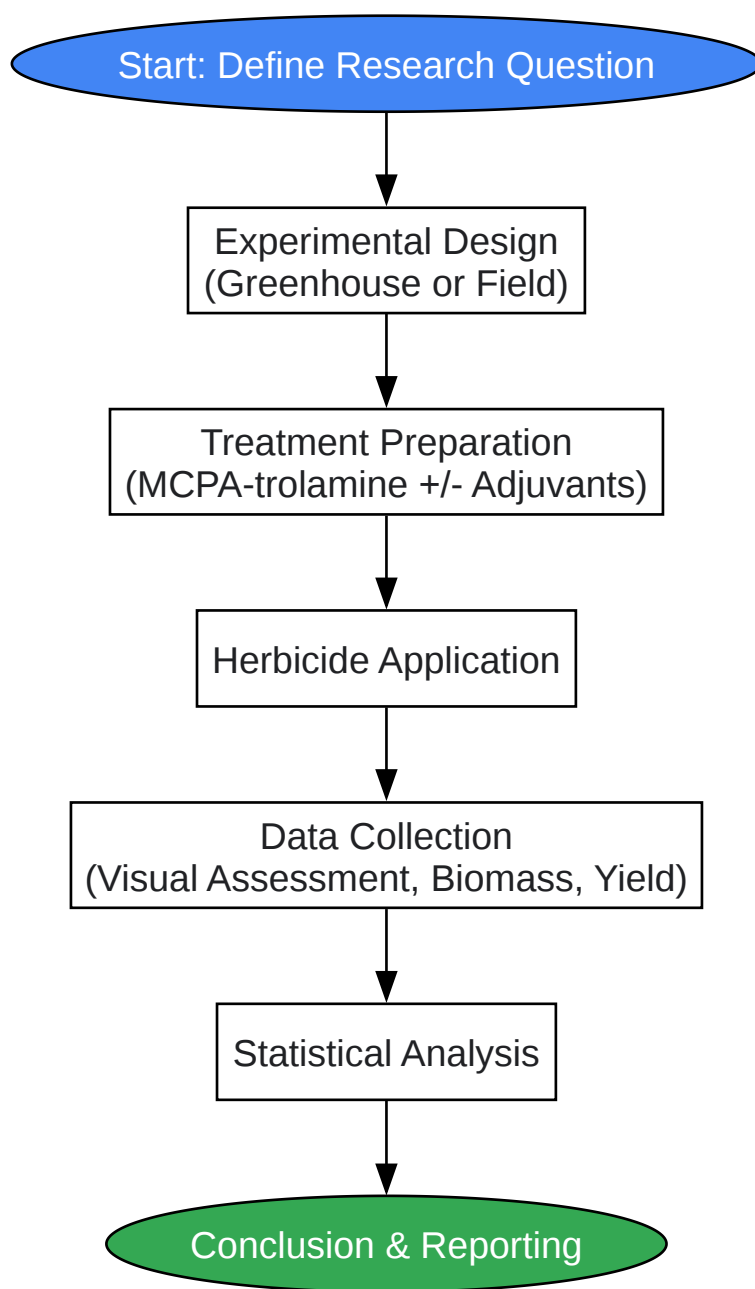 Start: Define Research Question
Experimental Design
(Greenhouse or Field)
Treatment Preparation
(MCPA-trolamine +/- Adjuvants)
Herbicide Application
Data Collection
(Visual Assessment, Biomass, Yield)
Statistical Analysis
Conclusion & Reporting